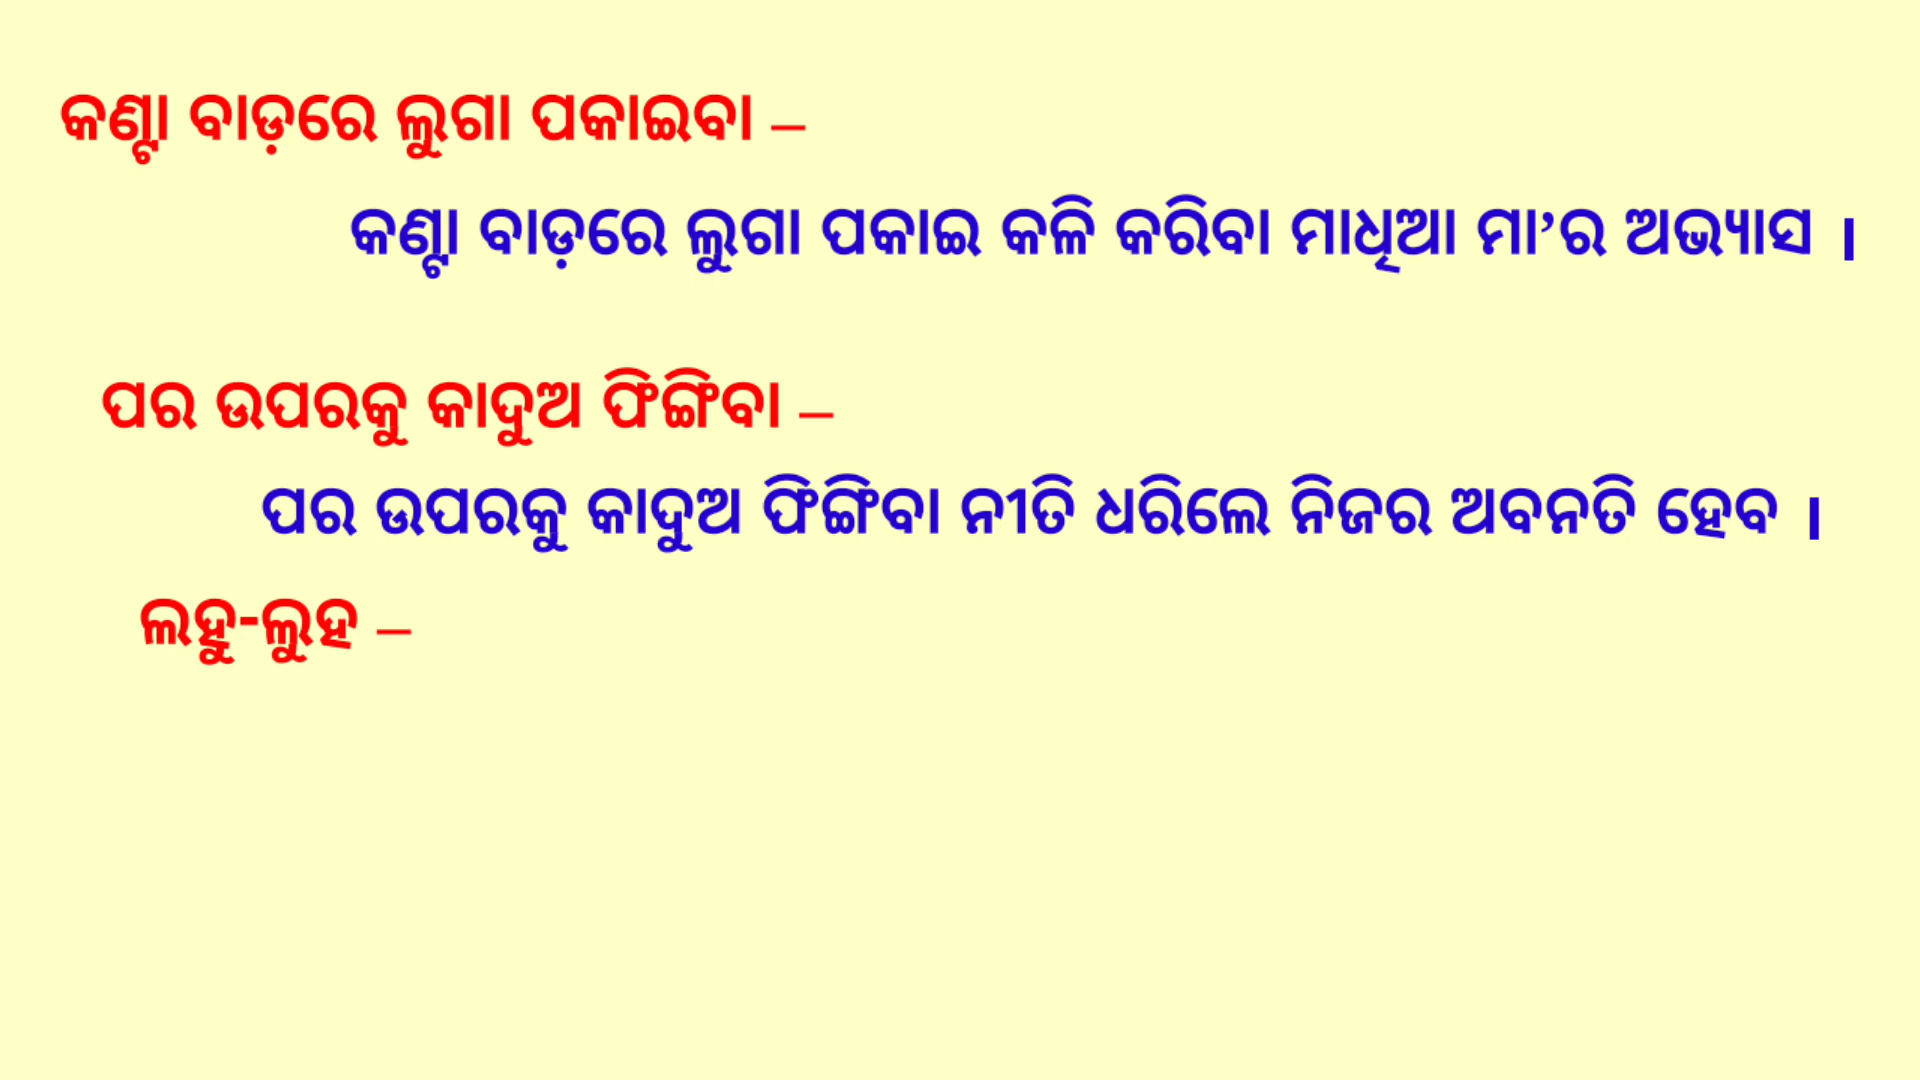 କଣ୍ଟା ବାଡ଼ରେ ଲୁଗା ପକାଇବା –
କଣ୍ଟା ବାଡ଼ରେ ଲୁଗା ପକାଇ କଳି କରିବା ମାଧିଆ ମା’ର ଅଭ୍ୟାସ ।
ପର ଉପରକୁ କାଦୁଅ ଫିଙ୍ଗିବା –
ପର ଉପରକୁ କାଦୁଅ ଫିଙ୍ଗିବା ନୀତି ଧରିଲେ ନିଜର ଅବନତି ହେବ ।
ଲହୁ-ଲୁହ –